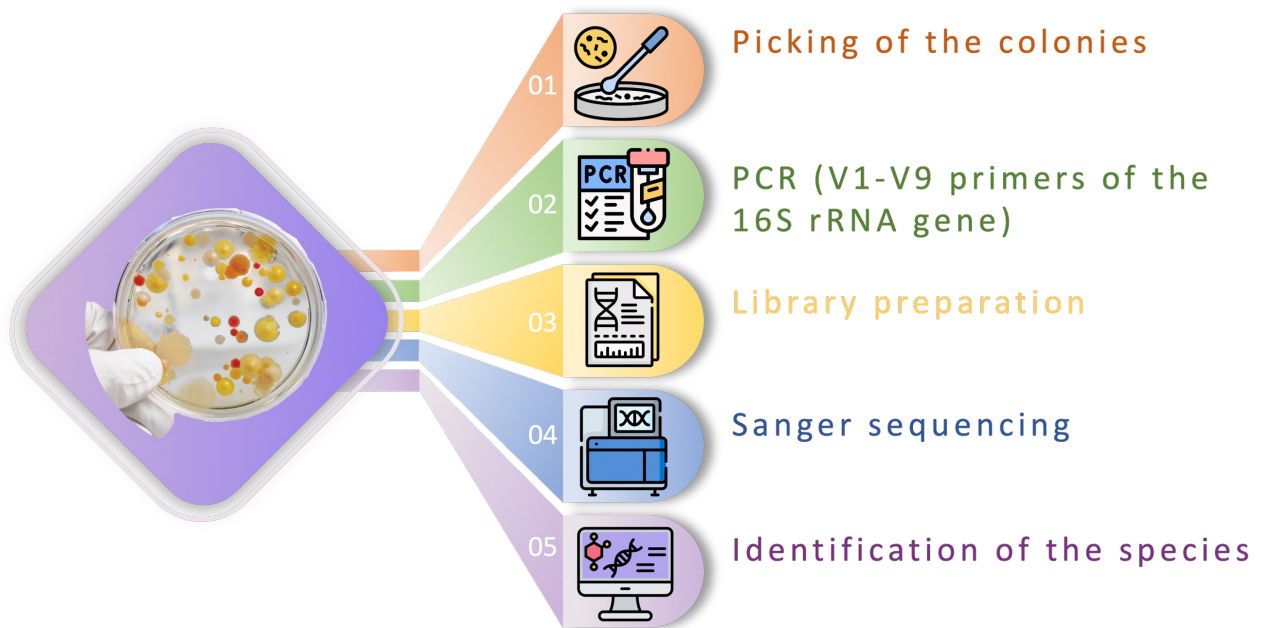 01
Picking of the colonies
02
PCR
PCR (V1-V9 primers of the
16S rRNA gene)
03
Library preparation
04
Sanger sequencing
05
Identification of the species